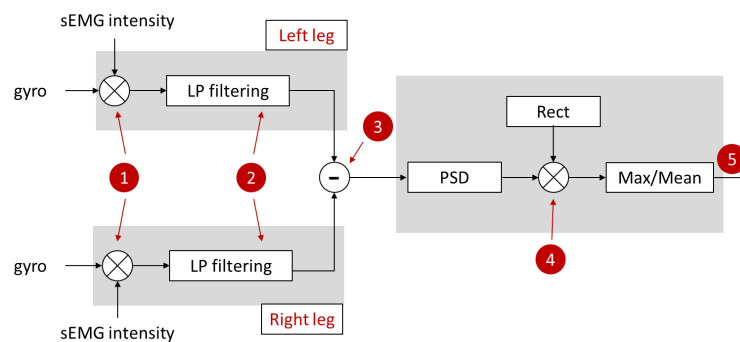 sEMG intensity
Left leg
gyro
LP filtering
1
2
3
-
Rect
PSD
Max/Mean
5
4
gyro
LP filtering
sEMG intensity
Right leg